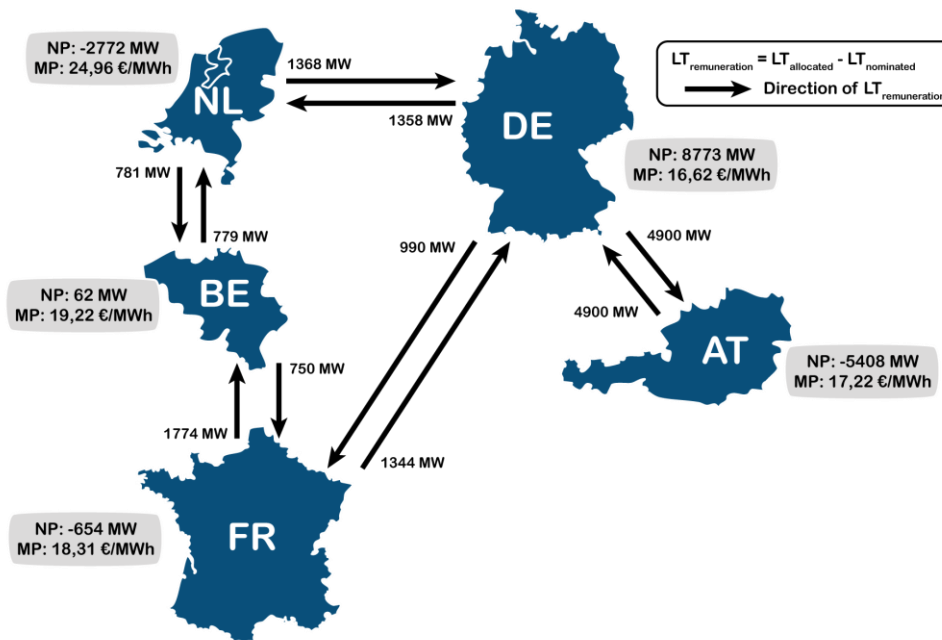 NP: -2772 MW
MP: 24,96 €/MWh
NL
1368 MW
1358 MW
DE
LTremuneration = LTallocated - LTnominated
Direction of LTremuneration
NP: 8773 MW
MP: 16,62 €/MWh
781 MW
779 MW
990 MW
4900 MW
4900 MW
NP: 62 MW
MP: 19,22 €/MWh
BE
AT
NP: -5408 MW
MP: 17,22 €/MWh
750 MW
1774 MW
1344 MW
NP: -654 MW
MP: 18,31 €/MWh
FR